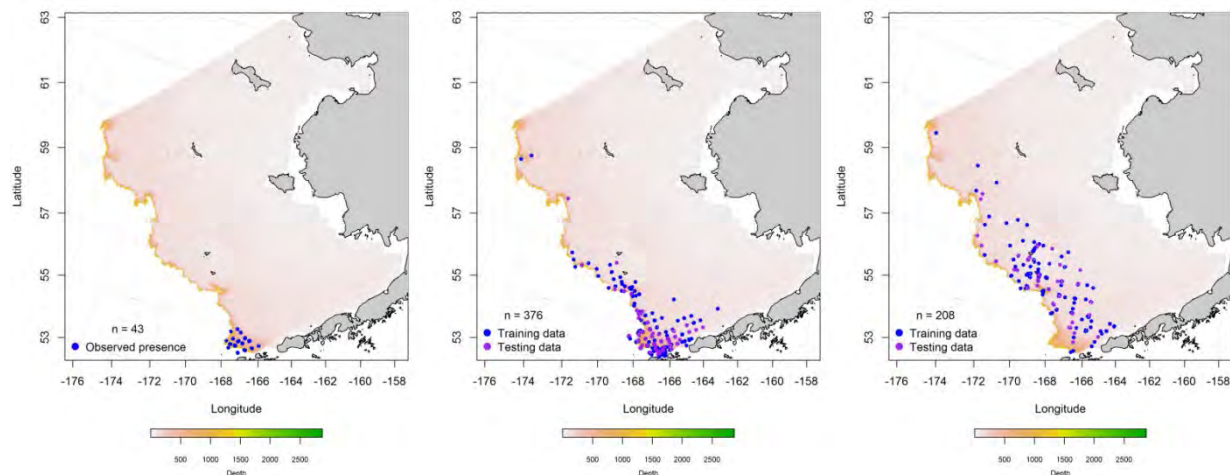 63
61
59
57
55
53
Latitude
n = 43
Observed presence
-176 -174 -172 -170 -168 -166 -164 -162 -160 -158
Longitude
500 1000 1500 2000 2500
Depth
63
61
59
57
55
53
Latitude
n = 376
Training data
Testing data
-176 -174 -172 -170 -168 -166 -164 -162 -160 -158
Longitude
500 1000 1500 2000 2500
Depth
63
61
59
57
55
53
Latitude
n = 208
Training data
Testing data
-176 -174 -172 -170 -168 -166 -164 -162 -160 -158
Longitude
500 1000 1500 2000 2500
Depth